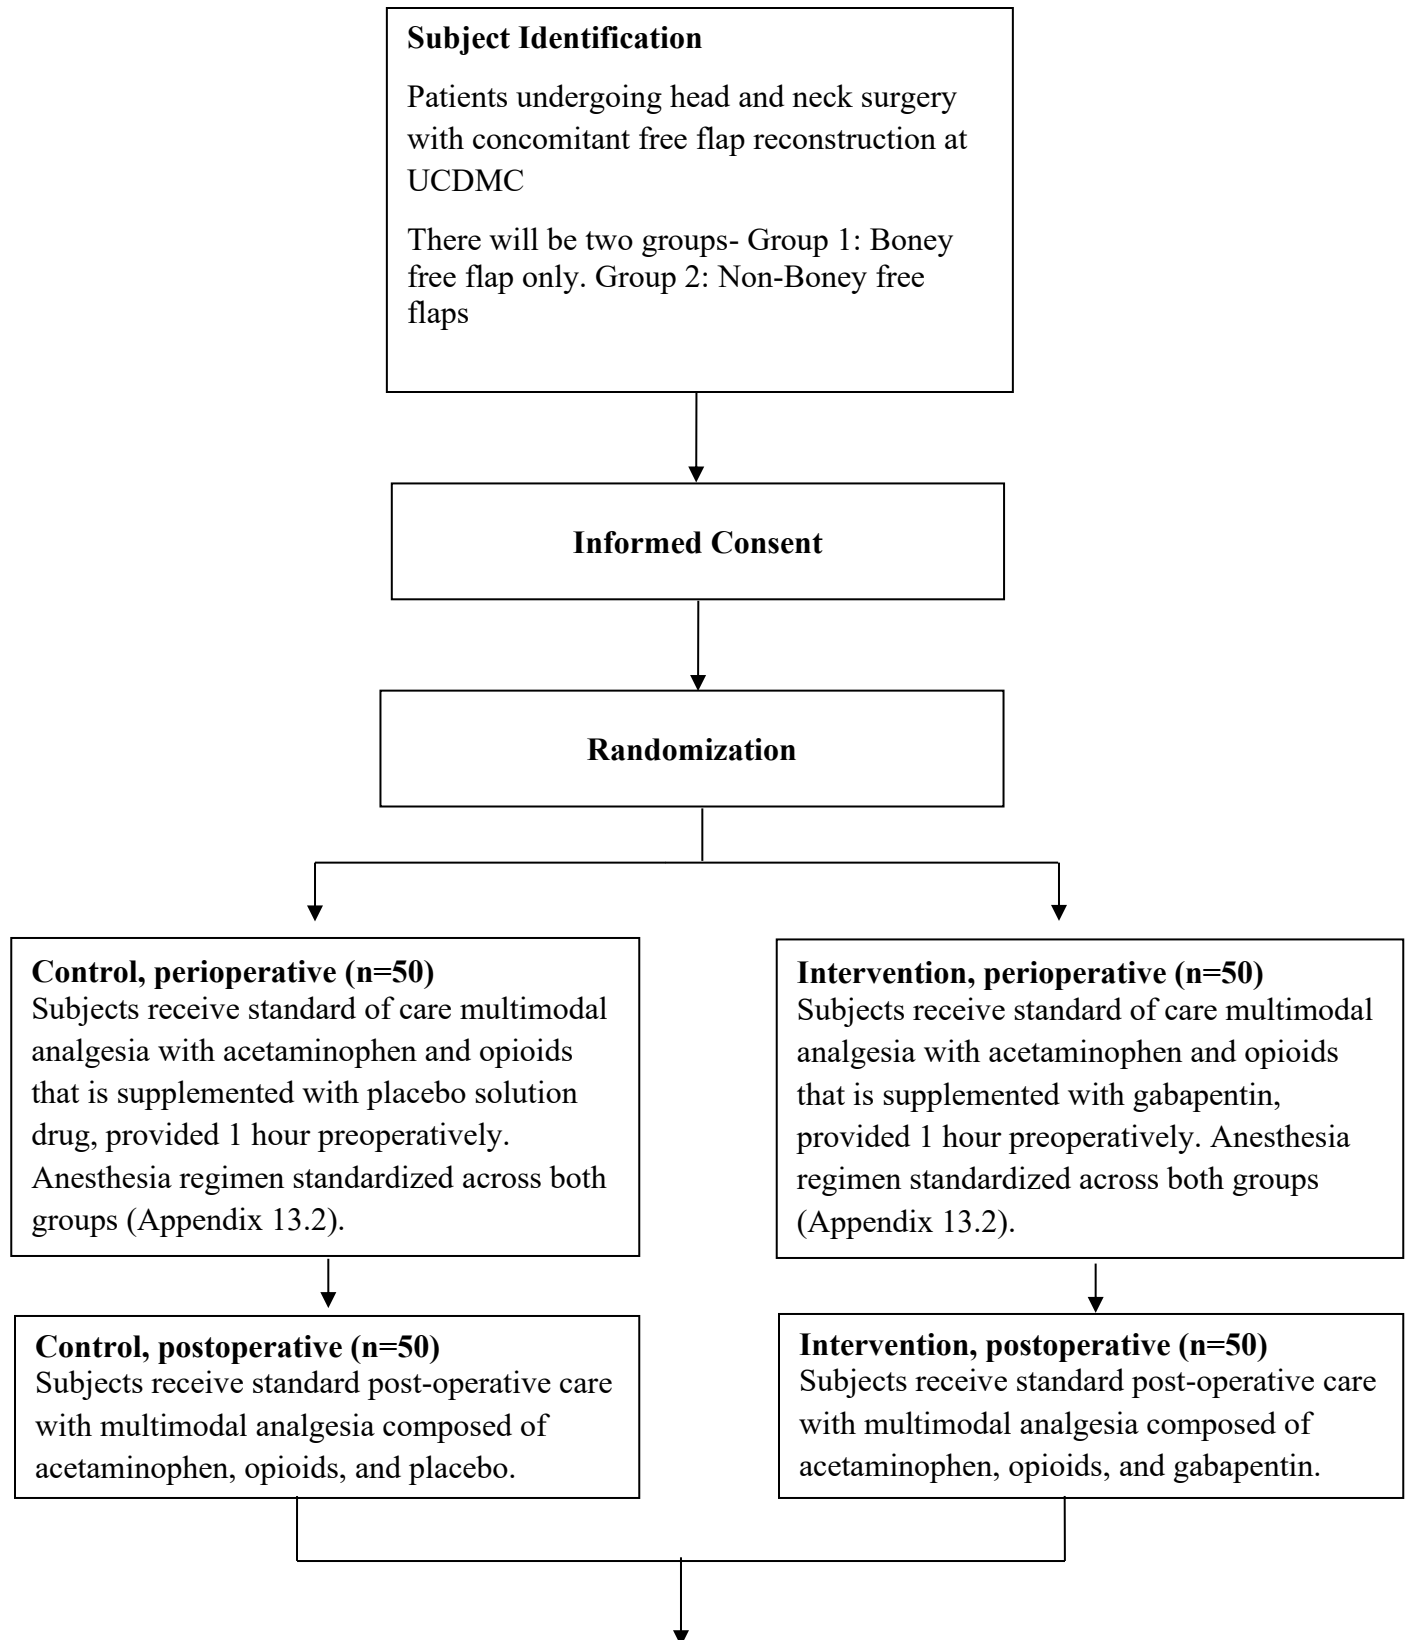 Subject Identification
Patients undergoing head and neck surgery
with concomitant free flap reconstruction at
UCDMC
There will be two groups- Group 1: Boney
free flap only. Group 2: Non-Boney free
flaps
Informed Consent
Randomization
Control, perioperative (n=50)
Subjects receive standard of care multimodal
analgesia with acetaminophen and opioids
that is supplemented with placebo solution
drug, provided 1 hour preoperatively.
Anesthesia regimen standardized across both
groups (Appendix 13.2).
Intervention, perioperative (n=50)
Subjects receive standard of care multimodal
analgesia with acetaminophen and opioids
that is supplemented with gabapentin,
provided 1 hour preoperatively. Anesthesia
regimen standardized across both groups
(Appendix 13.2).
Control, postoperative (n=50)
Subjects receive standard post-operative care
with multimodal analgesia composed of
acetaminophen, opioids, and placebo.
Intervention, postoperative (n=50)
Subjects receive standard post-operative care
with multimodal analgesia composed of
acetaminophen, opioids, and gabapentin.